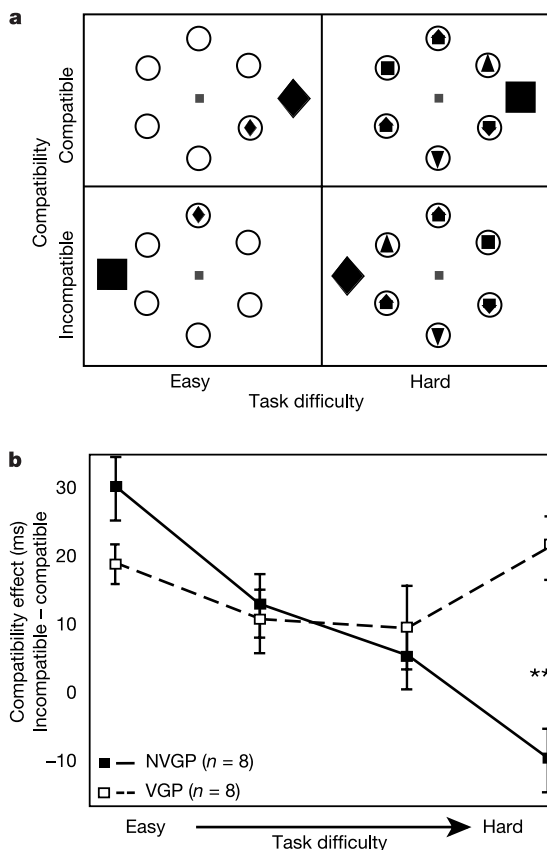 a
Compatibility
Compatible
Incompatible
Easy
Hard
Task difficulty
b
Compatibility effect (ms)
Incompatible – compatible
30
20
10
0
–10
**
NVGP (n = 8)
VGP (n = 8)
Easy
Hard
Task difficulty